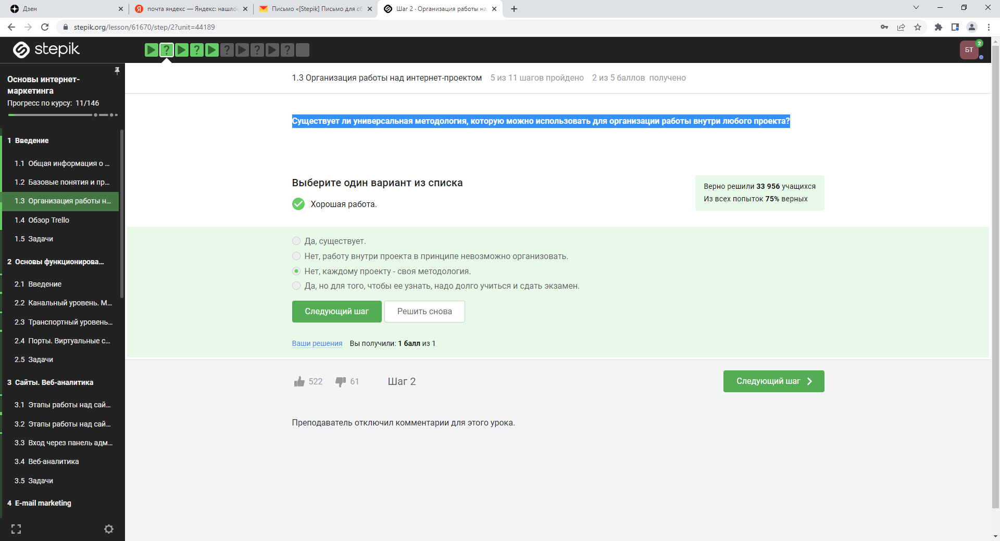 Дзен
почта яндекс — Яндекс: нашлос
Письмо «[Stepik] Письмо для сб
Шаг 2 · Организация работы на
stepik.org/lesson/61670/step/2?unit=44189
stepik
БТ
2
Основы интернет-
маркетинга
Прогресс по курсу: 11/146
1 Введение
1.1 Общая информация о ...
1.2 Базовые понятия и пр...
1.3 Организация работы н...
1.4 Обзор Trello
1.5 Задачи
2 Основы функционирова...
2.1 Введение
2.2 Канальный уровень. М...
2.3 Транспортный уровень...
2.4 Порты. Виртуальные с...
2.5 Задачи
3 Сайты. Веб-аналитика
3.1 Этапы работы над сай...
3.2 Этапы работы над сай...
3.3 Вход через панель адм...
3.4 Веб-аналитика
3.5 Задачи
4 E-mail marketing
1.3 Организация работы над интернет-проектом 5 из 11 шагов пройдено 2 из 5 баллов получено
Существует ли универсальная методология, которую можно использовать для организации работы внутри любого проекта?
Выберите один вариант из списка
Хорошая работа.
Верно решили 33 956 учащихся
Из всех попыток 75% верных
Да, существует.
Нет, работу внутри проекта в принципе невозможно организовать.
Нет, каждому проекту - своя методология.
Да, но для того, чтобы ее узнать, надо долго учиться и сдать экзамен.
Следующий шаг
Решить снова
Ваши решения Вы получили: 1 балл из 1
522 61 Шаг 2
Следующий шаг
Преподаватель отключил комментарии для этого урока.